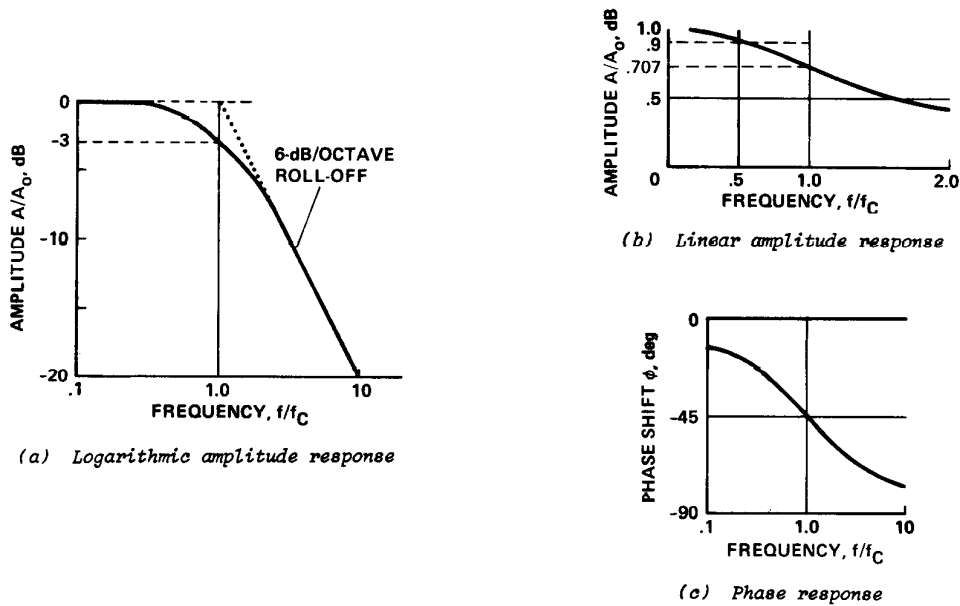 AMPLITUDE A/A₀, dB
0
-3
-10
-20
6-dB/OCTAVE
ROLL-OFF
.1
1.0
10
FREQUENCY, f/fC
(a) Logarithmic amplitude response
AMPLITUDE A/A₀, dB
1.0
.9
.707
.5
0
.5
1.0
2.0
FREQUENCY, f/fC
(b) Linear amplitude response
PHASE SHIFT ϕ, deg
0
-45
-90
.1
1.0
10
FREQUENCY, f/fC
(c) Phase response